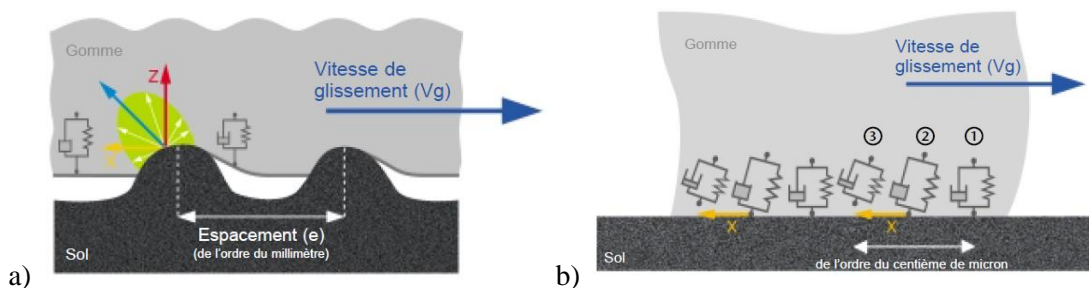 Gomme
Z
X
Vitesse de
glissement (Vg)
Espacement (e)
(de l'ordre du millimètre)
Sol
a)
Gomme
Vitesse de
glissement (Vg)
③ ② ①
X X
Sol
de l'ordre du centième de micron
b)